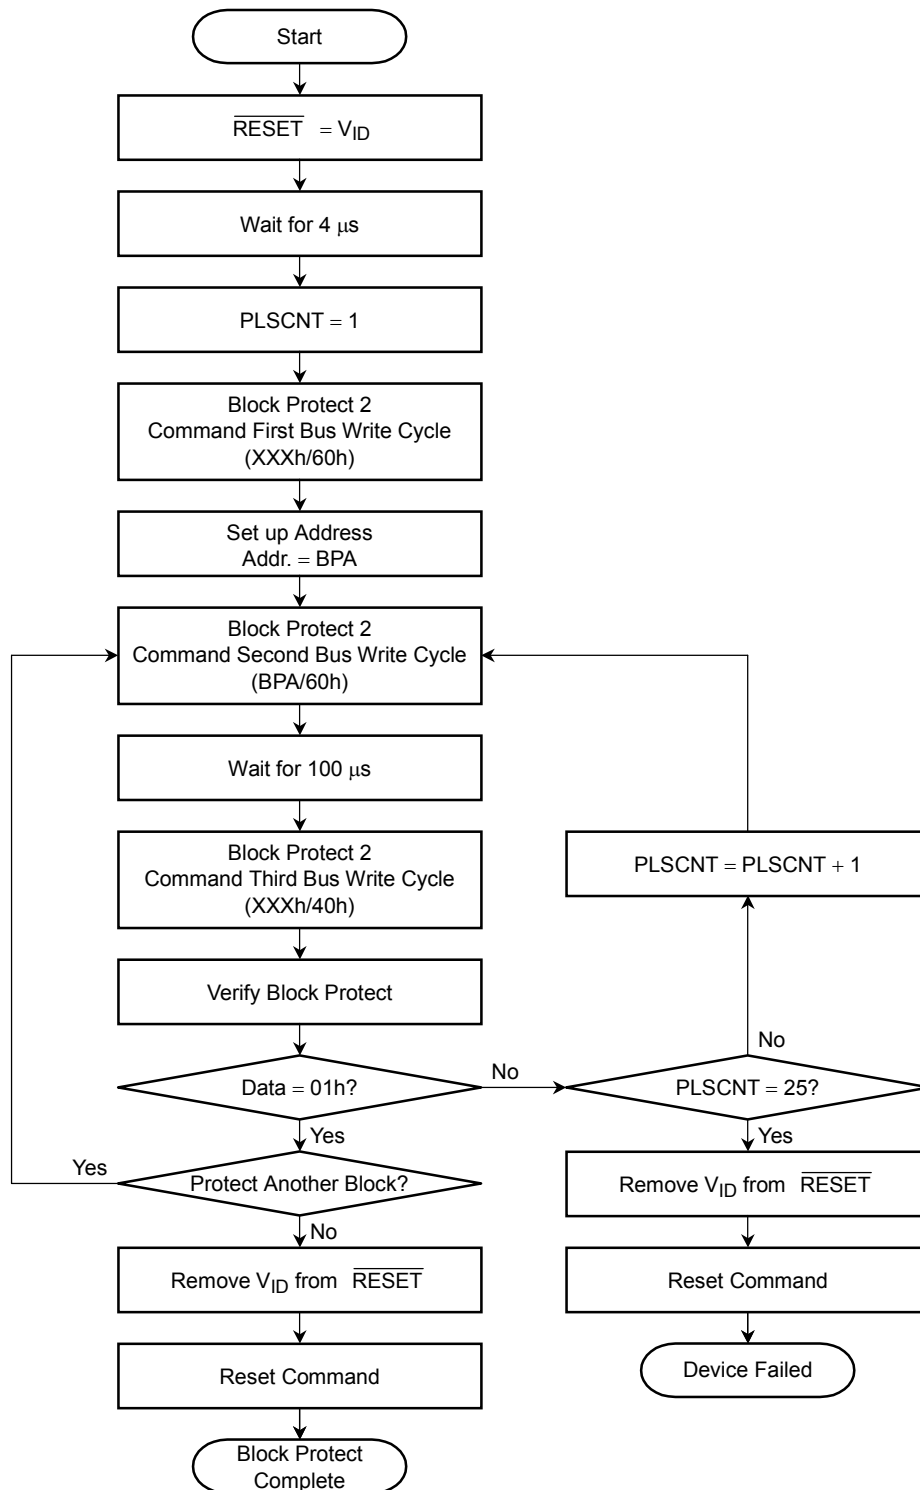 Start
RESET = VID
Wait for 4 μs
PLSCNT = 1
Block Protect 2
Command First Bus Write Cycle
(XXXh/60h)
Set up Address
Addr. = BPA
Block Protect 2
Command Second Bus Write Cycle
(BPA/60h)
Wait for 100 μs
Block Protect 2
Command Third Bus Write Cycle
(XXXh/40h)
PLSCNT = PLSCNT + 1
Verify Block Protect
No
Data = 01h?
No
PLSCNT = 25?
Yes
Yes
Yes
Protect Another Block?
Remove VID from RESET
No
Remove VID from RESET
Reset Command
Reset Command
Device Failed
Block Protect
Complete